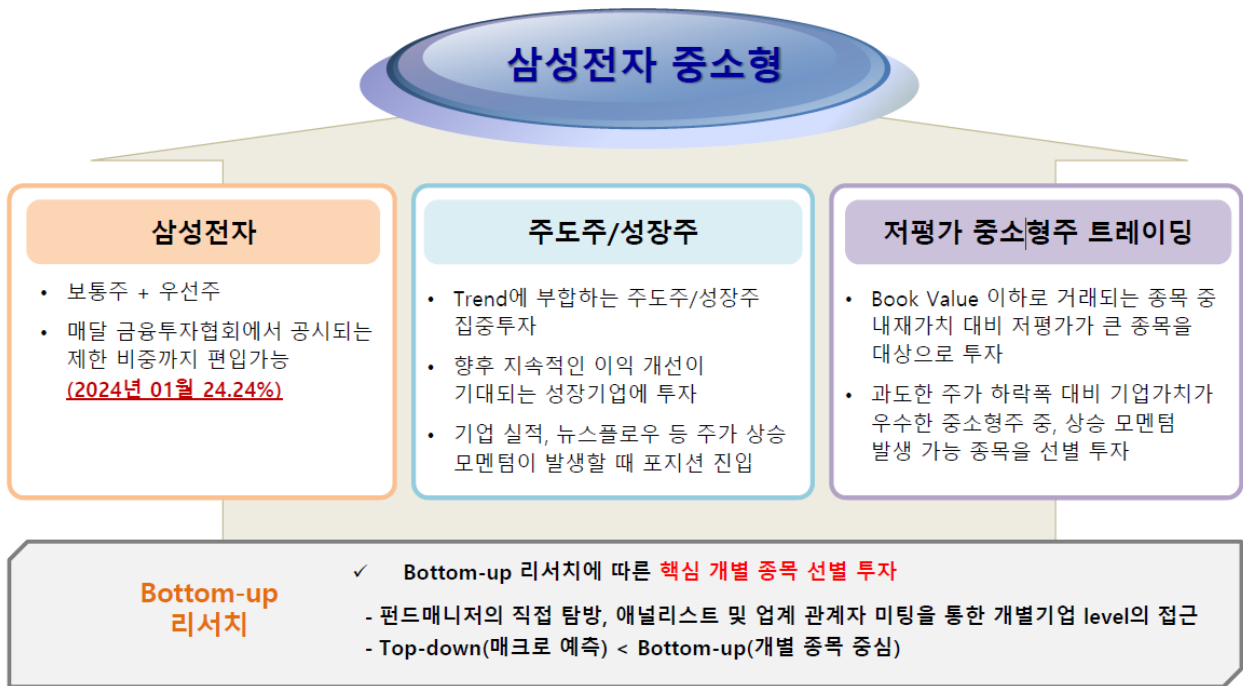 삼성전자 중소형
삼성전자
• 보통주 + 우선주
• 매달 금융투자협회에서 공시되는
제한 비중까지 편입가능
(2024년 01월 24.24%)
주도주/성장주
• Trend에 부합하는 주도주/성장주
집중투자
• 향후 지속적인 이익 개선이
기대되는 성장기업에 투자
• 기업 실적, 뉴스플로우 등 주가 상승
모멘텀이 발생할 때 포지션 진입
저평가 중소형주 트레이딩
• Book Value 이하로 거래되는 종목 중
내재가치 대비 저평가가 큰 종목을
대상으로 투자
• 과도한 주가 하락폭 대비 기업가치가
우수한 중소형주 중, 상승 모멘텀
발생 가능 종목을 선별 투자
Bottom-up
리서치
✓ Bottom-up 리서치에 따른 핵심 개별 종목 선별 투자
- 펀드매니저의 직접 탐방, 애널리스트 및 업계 관계자 미팅을 통한 개별기업 level의 접근
- Top-down(매크로 예측) < Bottom-up(개별 종목 중심)